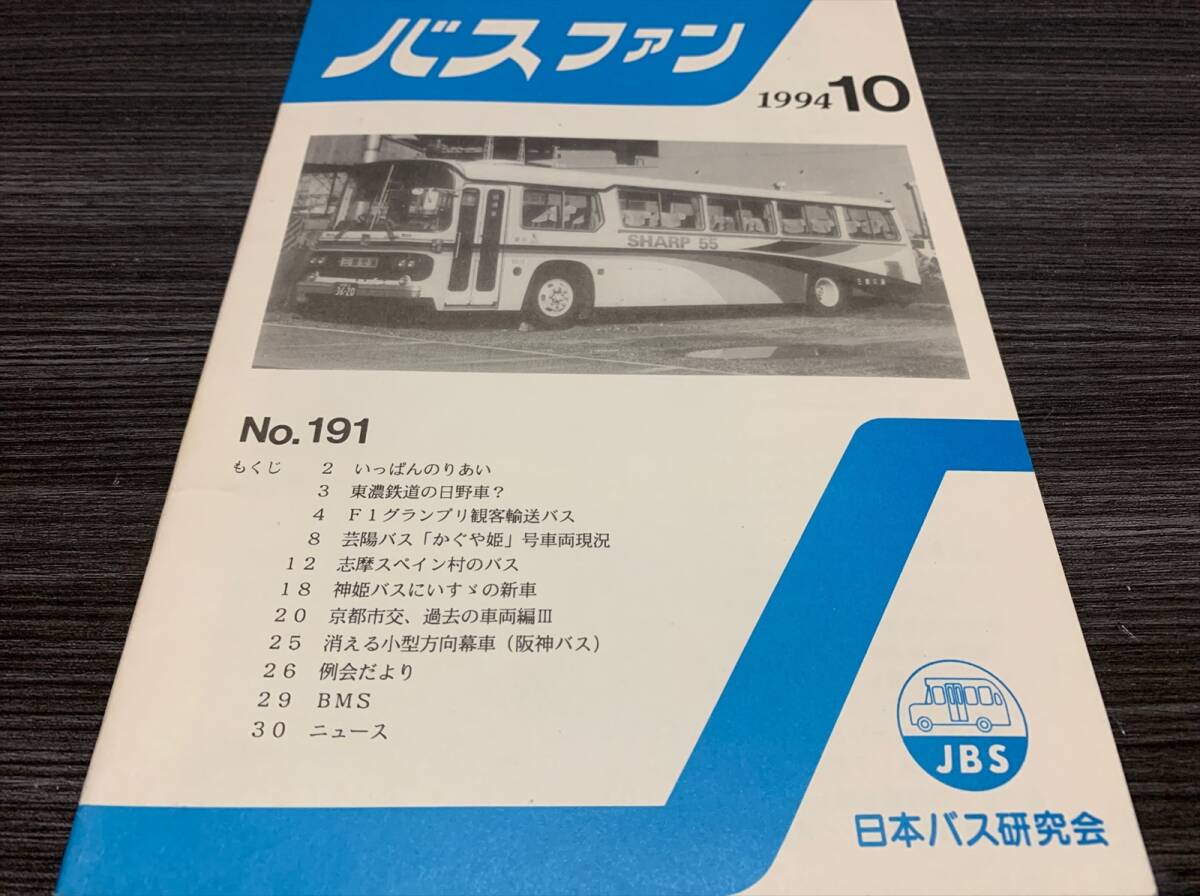 バスファン
1994 10
SHARP 55
36-20
No. 191
もくじ 2 いっぱんのりあい
3 東濃鉄道の日野車？
4 F1グランプリ観客輸送バス
8 芸陽バス「かぐや姫」号車両現況
12 志摩スペイン村のバス
18 神姫バスにいすゞの新車
20 京都市交、過去の車両編Ⅲ
25 消える小型方向幕車（阪神バス）
26 例会だより
29 BMS
30 ニュース
JBS
日本バス研究会